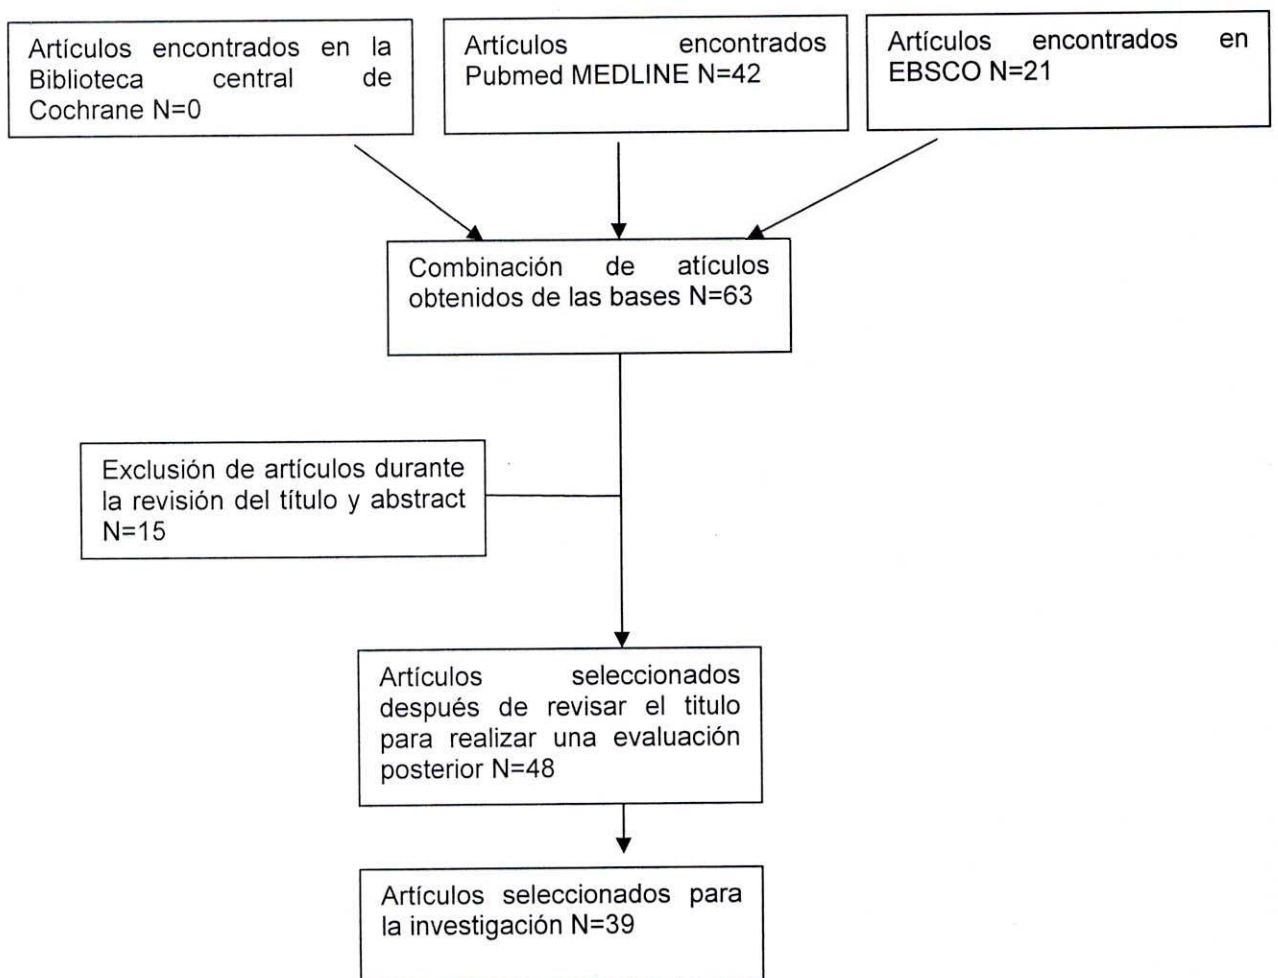 Artículos encontrados en la
Biblioteca central de
Cochrane N=0
Artículos encontrados
Pubmed MEDLINE N=42
Artículos encontrados en
EBSCO N=21
Combinación de atículos
obtenidos de las bases N=63
Exclusión de artículos durante
la revisión del título y abstract
N=15
Artículos seleccionados
después de revisar el titulo
para realizar una evaluación
posterior N=48
Artículos seleccionados para
la investigación N=39